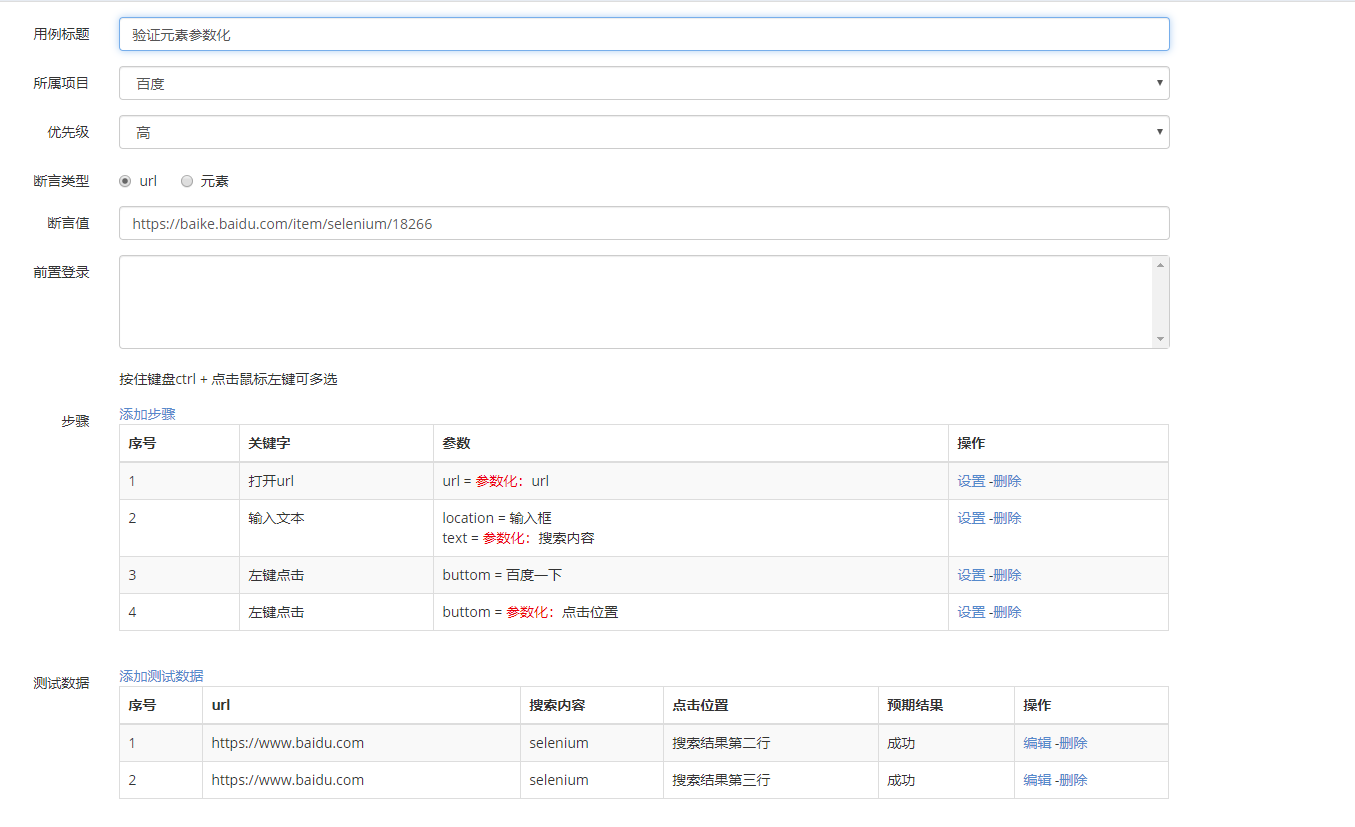 用例标题 验证元素参数化
所属项目 百度
优先级 高
断言类型 url 元素
断言值 https://baike.baidu.com/item/selenium/18266
前置登录
按住键盘ctrl + 点击鼠标左键可多选
步骤 添加步骤
序号 关键字 参数 操作
1 打开url url = 参数化：url 设置 -删除
2 输入文本 location = 输入框 设置 -删除
text = 参数化：搜索内容
3 左键点击 buttom = 百度一下 设置 -删除
4 左键点击 buttom = 参数化：点击位置 设置 -删除
测试数据 添加测试数据
序号 url 搜索内容 点击位置 预期结果 操作
1 https://www.baidu.com selenium 搜索结果第二行 成功 编辑 -删除
2 https://www.baidu.com selenium 搜索结果第三行 成功 编辑 -删除